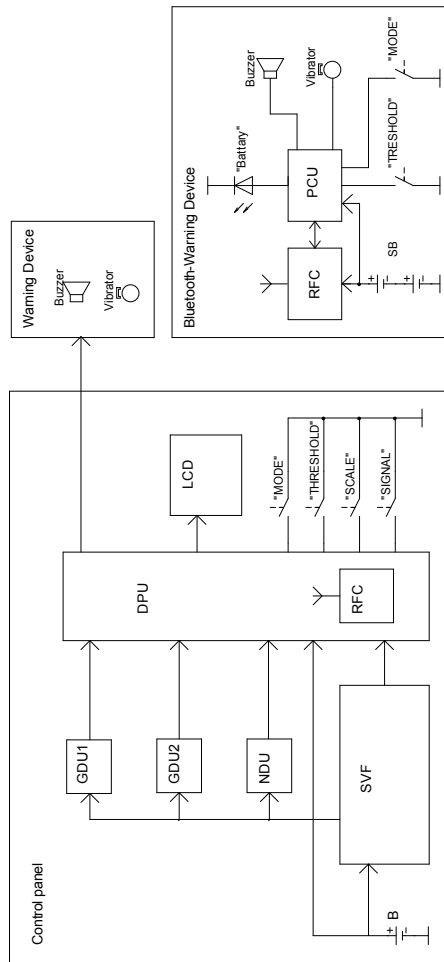 Control panel
GDU1
GDU2
NDU
SVF
B
+
-
DPU
RFC
LCD
"MODE"
"THRESHOLD"
"SCALE"
"SIGNAL"
Warning Device
Buzzer
Vibrator
Bluetooth-Warning Device
"Battary"
Buzzer
Vibrator
PCU
RFC
SB
+
-
+
-
"TRESHOLD"
"MODE"